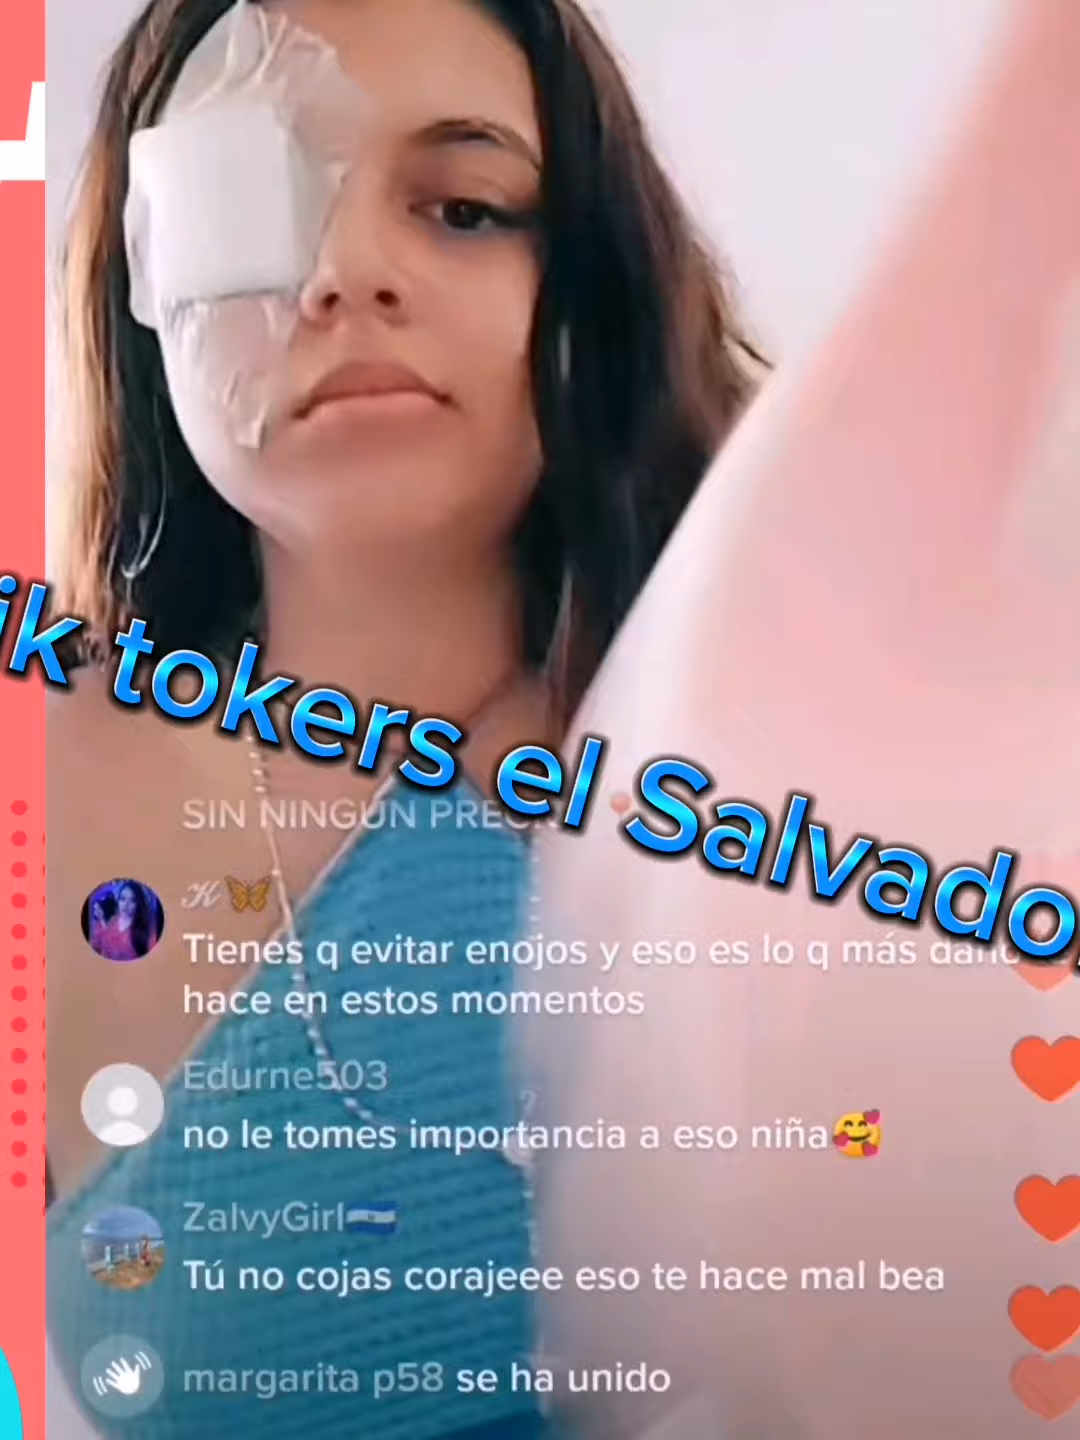 ik tokers el Salvado
SIN NINGUN
K🦋
Tienes q evitar enojos y eso es lo q más
hace en estos momentos
Edurne503
no le tomes importancia a eso niña🥰
ZalvyGirl🇸🇻
Tú no cojas corajeee eso te hace mal bea
margarita p58 se ha unido